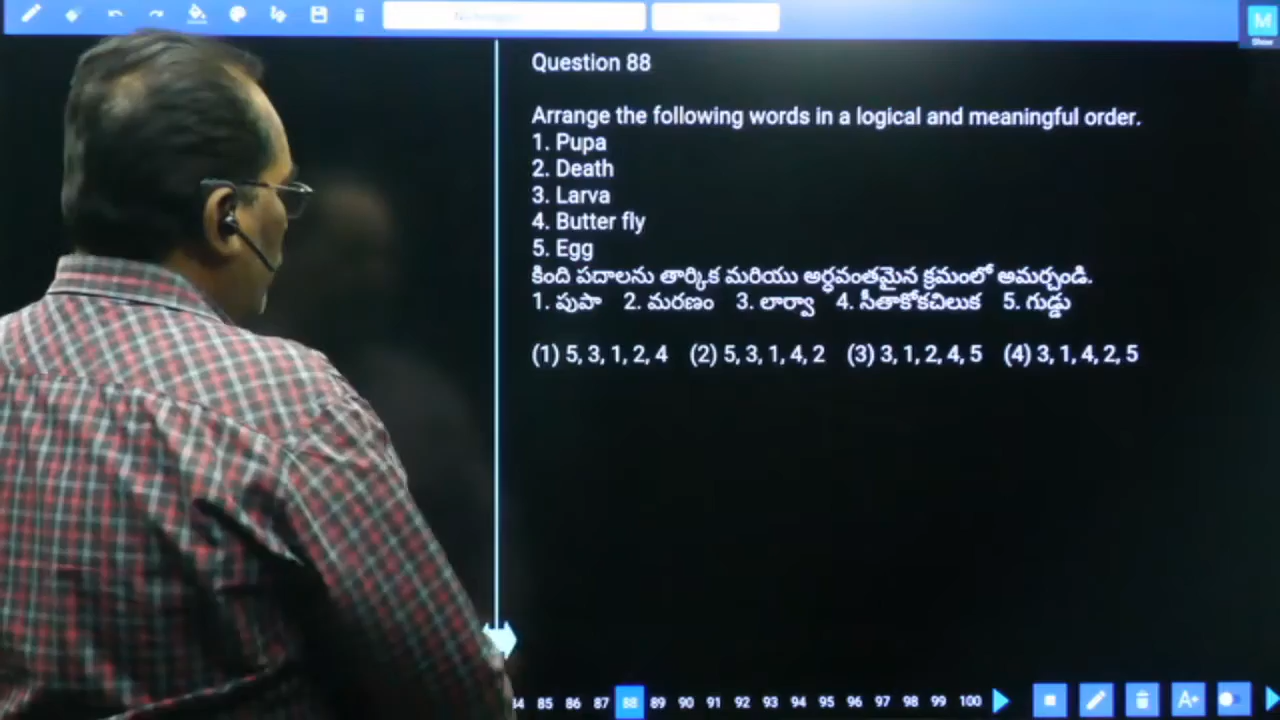 M
Show
Question 88
Arrange the following words in a logical and meaningful order.
1. Pupa
2. Death
3. Larva
4. Butter fly
5. Egg
కింది పదాలను తార్కిక మరియు అర్థవంతమైన క్రమంలో అమర్చండి.
1. పుపా 2. మరణం 3. లార్వా 4. సీతాకోకచిలుక 5. గుడ్డు
(1) 5, 3, 1, 2, 4 (2) 5, 3, 1, 4, 2 (3) 3, 1, 2, 4, 5 (4) 3, 1, 4, 2, 5
85 86 87 88 89 90 91 92 93 94 95 96 97 98 99 100 A+